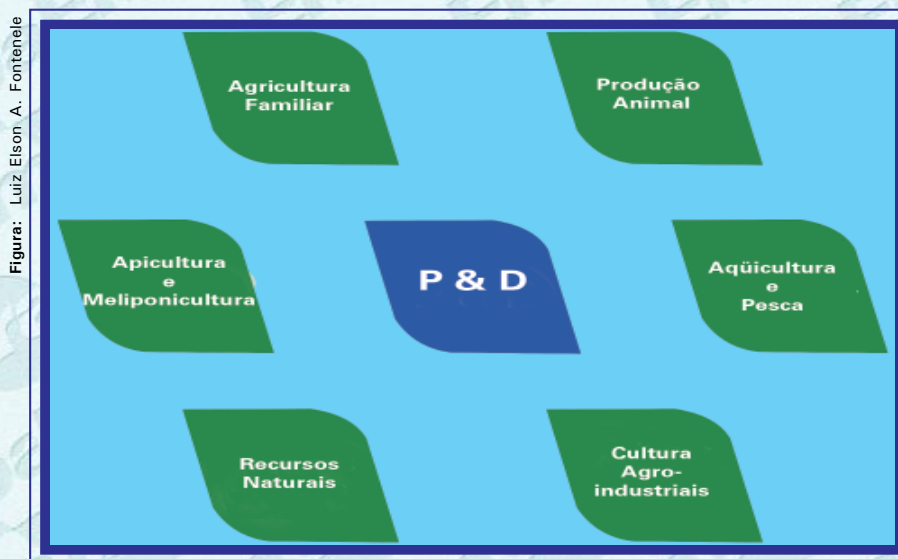 Figura: Luiz Elson A. Fontenele
Agricultura
Familiar
Produção
Animal
Apicultura
e
Meliponicultura
P & D
Aqüicultura
e
Pesca
Recursos
Naturais
Cultura
Agro-
industriais